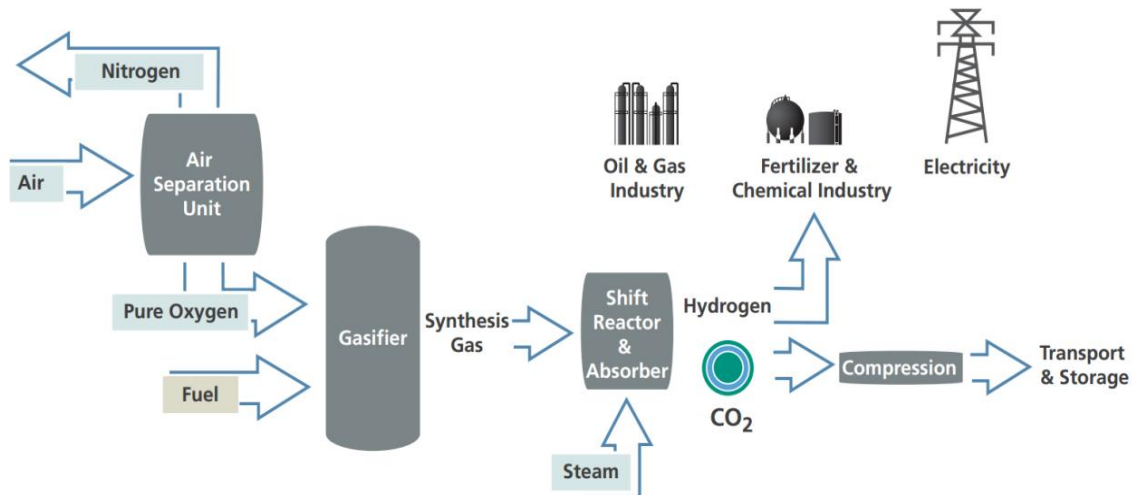 Nitrogen
Air
Air
Separation
Unit
Pure Oxygen
Fuel
Gasifier
Synthesis
Gas
Shift
Reactor
&
Absorber
Steam
Hydrogen
CO2
Compression
Transport
& Storage
Oil & Gas
Industry
Fertilizer &
Chemical Industry
Electricity